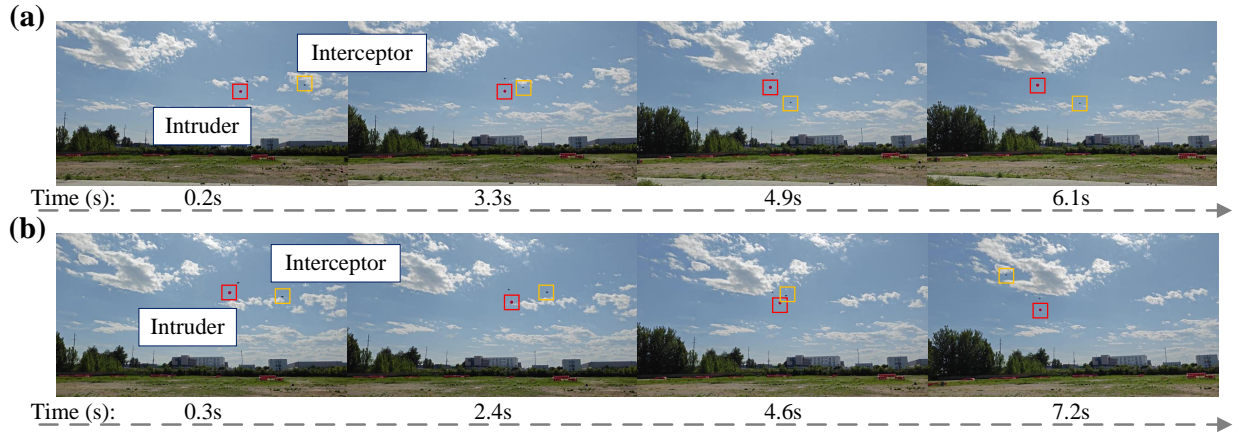 (a)
Interceptor
Intruder
Time (s): 0.2s 3.3s 4.9s 6.1s
(b)
Interceptor
Intruder
Time (s): 0.3s 2.4s 4.6s 7.2s